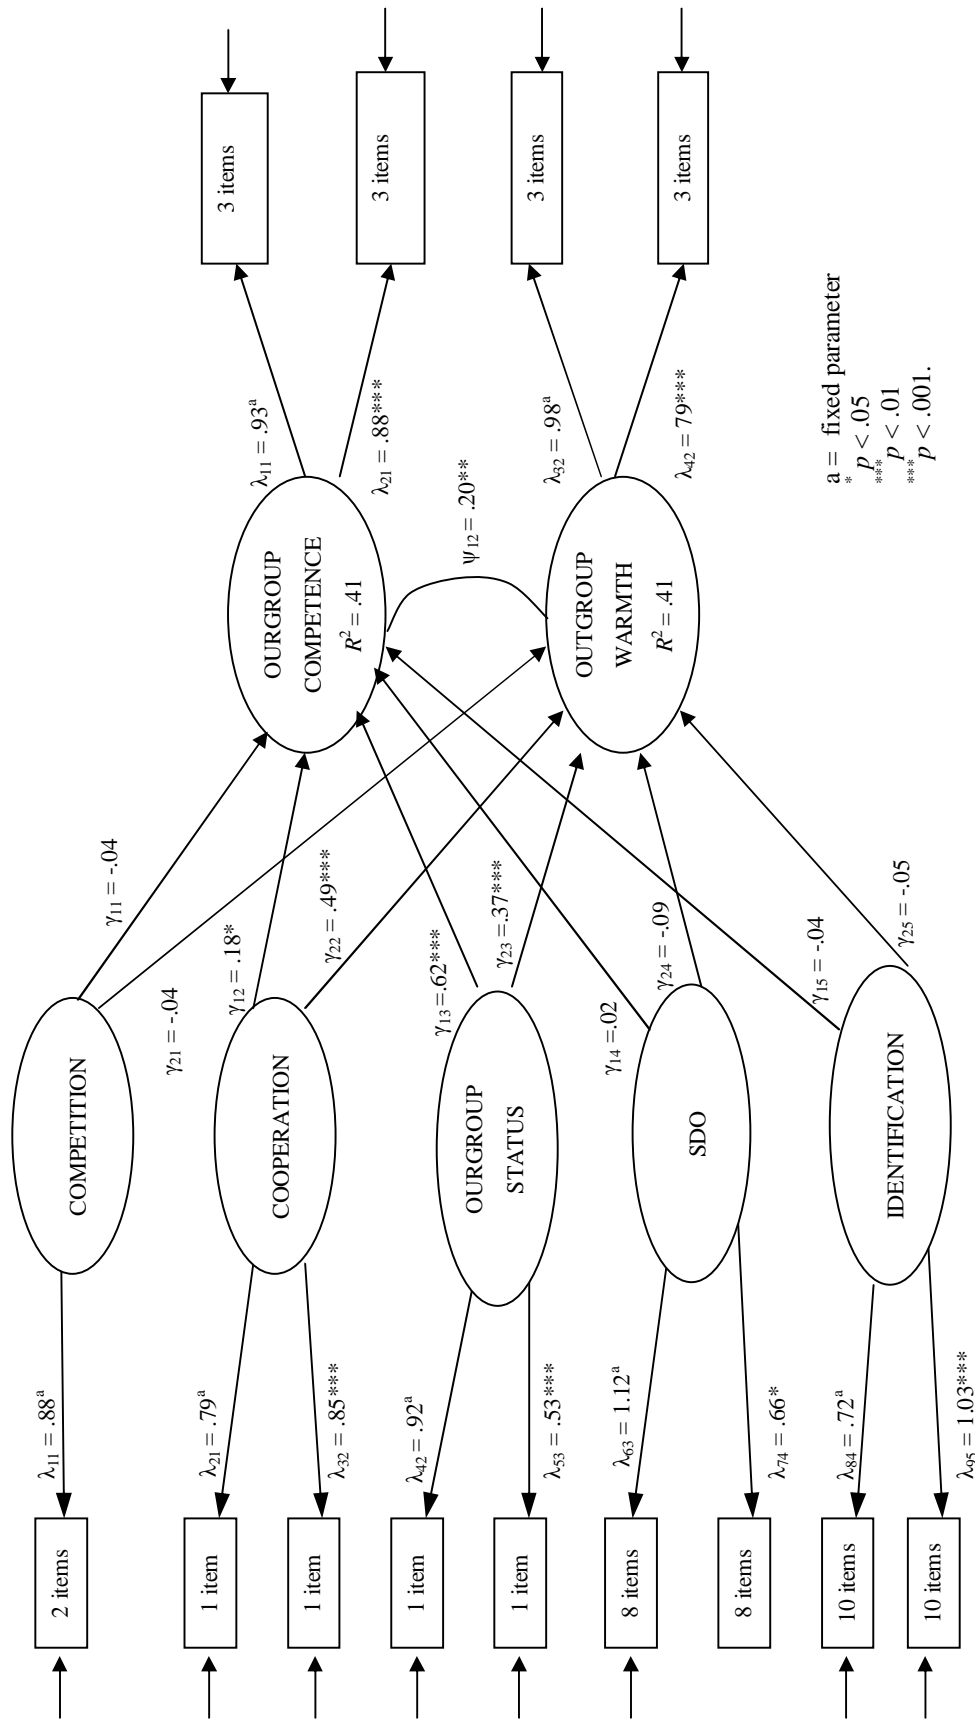 2 items
1 item
1 item
1 item
1 item
8 items
8 items
10 items
10 items
λ11 = .88a
λ21 = .79a
λ32 = .85***
λ42 = .92a
λ53 = .53***
λ63 = 1.12a
λ74 = .66*
λ84 = .72a
λ95 = 1.03***
COMPETITION
COOPERATION
OURGROUP
STATUS
SDO
IDENTIFICATION
γ11 = -.04
γ21 = -.04
γ12 = .18*
γ22 = .49***
γ13 =.62***
γ23 = .37***
γ14 =.02
γ24 = -.09
γ15 = -.04
γ25 = -.05
OURGROUP
COMPETENCE
R2 = .41
ψ12 = .20**
OUTGROUP
WARMTH
R2 = .41
λ11 = .93a
λ21 = .88***
λ32 = .98a
λ42 = 79***
3 items
3 items
3 items
3 items
a = fixed parameter
* p < .05
*** p < .01
*** p < .001.